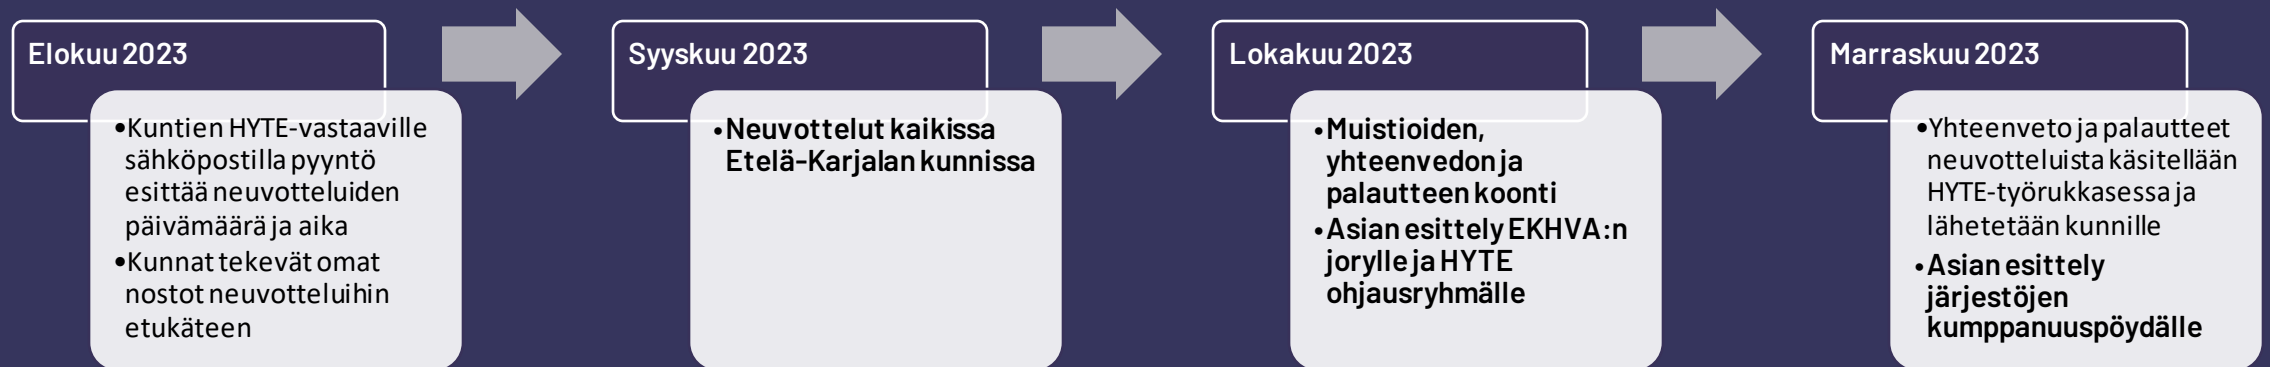 Elokuu 2023
•Kuntien HYTE-vastaaville
sähköpostilla pyyntö
esittää neuvotteluiden
päivämäärä ja aika
•Kunnat tekevät omat
nostot neuvotteluihin
etukäteen
Syyskuu 2023
•Neuvottelut kaikissa
Etelä-Karjalan kunnissa
Lokakuu 2023
•Muistioiden,
yhteenvedon ja
palautteen koonti
•Asian esittely EKHVA:n
jorylle ja HYTE
ohjausryhmälle
Marraskuu 2023
•Yhteenveto ja palautteet
neuvotteluista käsitellään
HYTE-työrukkasessa ja
lähetetään kunnille
•Asian esittely
järjestöjen
kumppanuuspöydälle